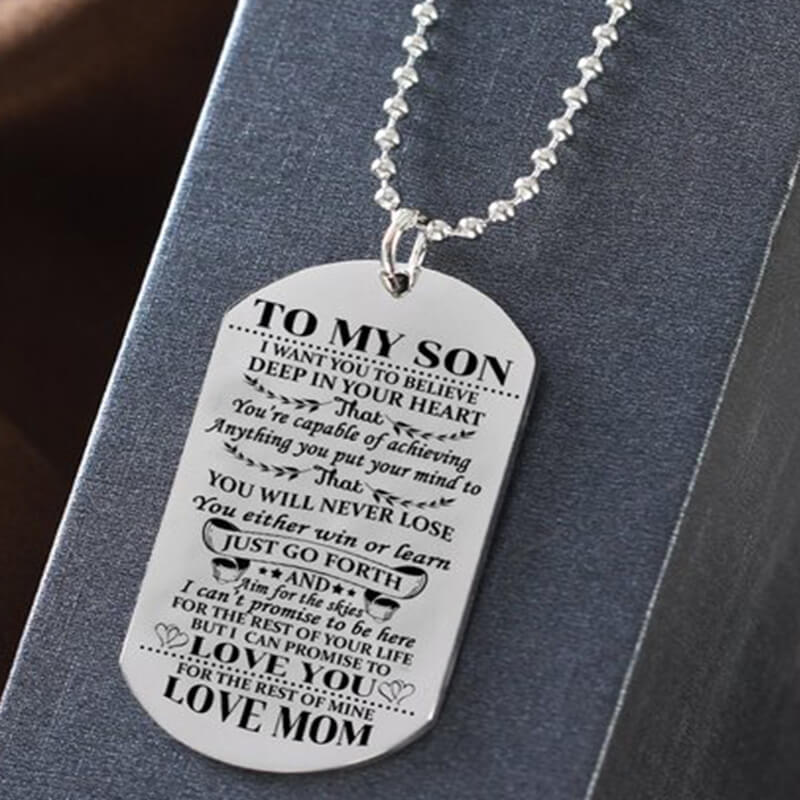 TO MY SON
I WANT YOU TO BELIEVE
DEEP IN YOUR HEART
That
You're capable of achieving
Anything you put your mind to
That
YOU WILL NEVER LOSE
You either win or learn
JUST GO FORTH
AND
Aim for the skies
I can't promise to be here
FOR THE REST OF YOUR LIFE
BUT I CAN PROMISE TO
LOVE YOU
FOR THE REST OF MINE
LOVE MOM